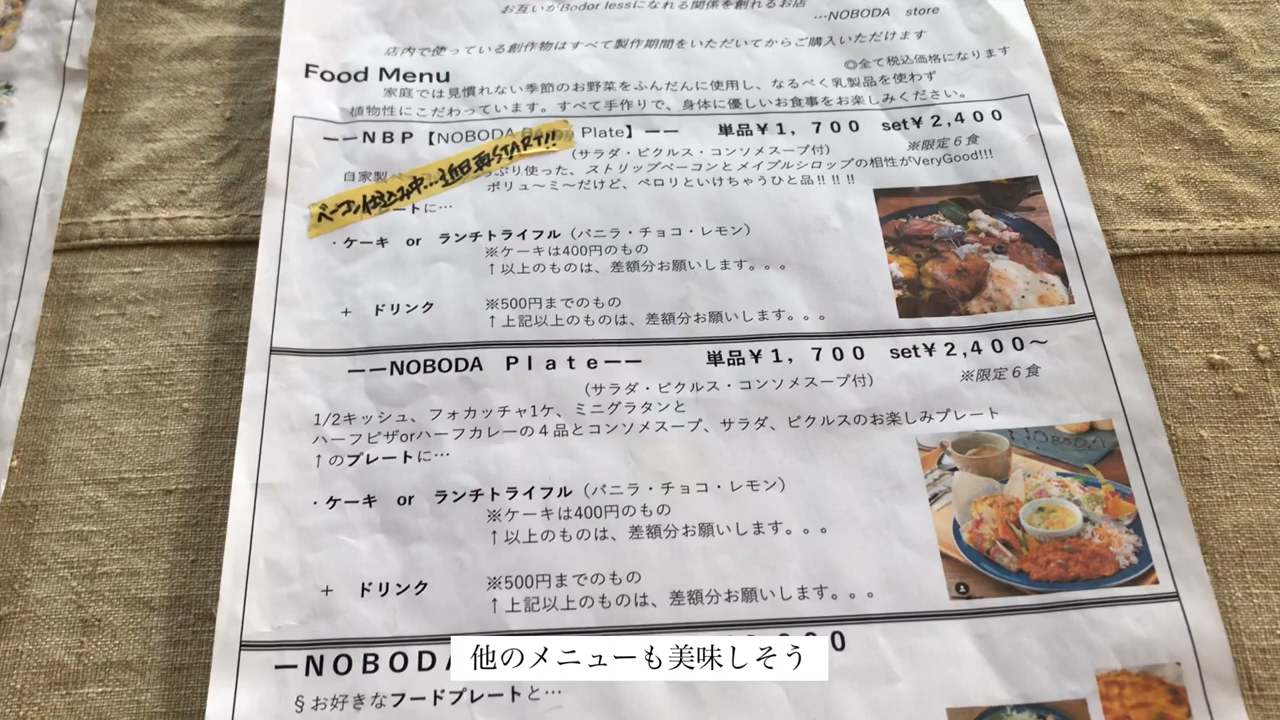 お互いがBodor lessになれる関係を創れるお店
…NOBODA store
店内で使っている創作物はすべて製作期間をいただいてからご購入いただけます
◎全て税込価格になります
Food Menu
家庭では見慣れない季節のお野菜をふんだんに使用し、なるべく乳製品を使わず
植物性にこだわっています。すべて手作りで、身体に優しいお食事をお楽しみください。
ーーNBP【NOBODA Plate】ーー 単品¥1,700 set¥2,400
(サラダ・ピクルス・コンソメスープ付) ※限定6食
ベーコン仕込み中…近日再START!!
自家製 ぷり使った、ストリップベーコンとメイプルシロップの相性がVeryGood!!!
ボリュ〜ミ〜だけど、ペロリといけちゃうひと品!!!!!
ートに…
・ケーキ or ランチトライフル(バニラ・チョコ・レモン)
※ケーキは400円のもの
↑以上のものは、差額分お願いします。。。
+ ドリンク ※500円までのもの
↑上記以上のものは、差額分お願いします。。。
ーーNOBODA Plateーー 単品¥1,700 set¥2,400〜
(サラダ・ピクルス・コンソメスープ付) ※限定6食
1/2キッシュ、フォカッチャ1ケ、ミニグラタンと
ハーフピザorハーフカレーの4品とコンソメスープ、サラダ、ピクルスのお楽しみプレート
↑のプレートに…
・ケーキ or ランチトライフル(バニラ・チョコ・レモン)
※ケーキは400円のもの
↑以上のものは、差額分お願いします。。。
+ ドリンク ※500円までのもの
↑上記以上のものは、差額分お願いします。。。
ーNOBODA
他のメニューも美味しそう
§お好きなフードプレートと…